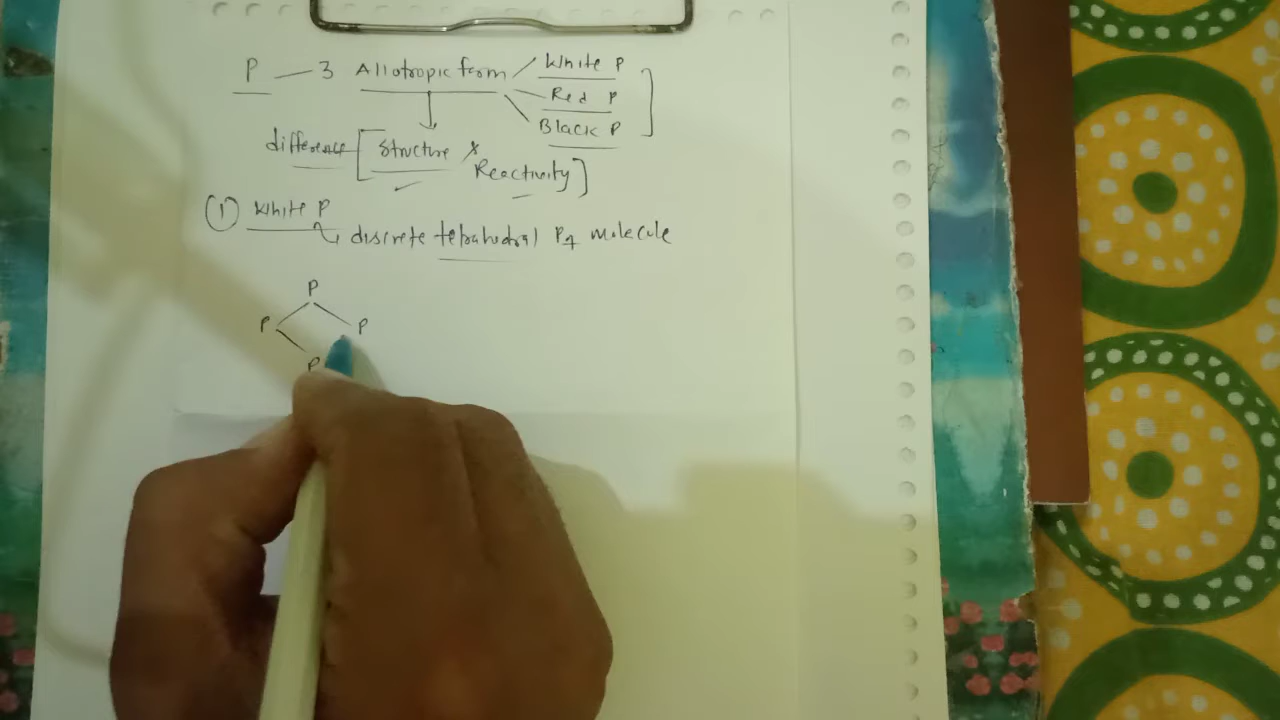 P — 3 Allotropic form
White P
Red P
Black P
difference [Structure &
Reactivity]
(1) White P
discrete tetrahedral P4 molecule
P
P P
P